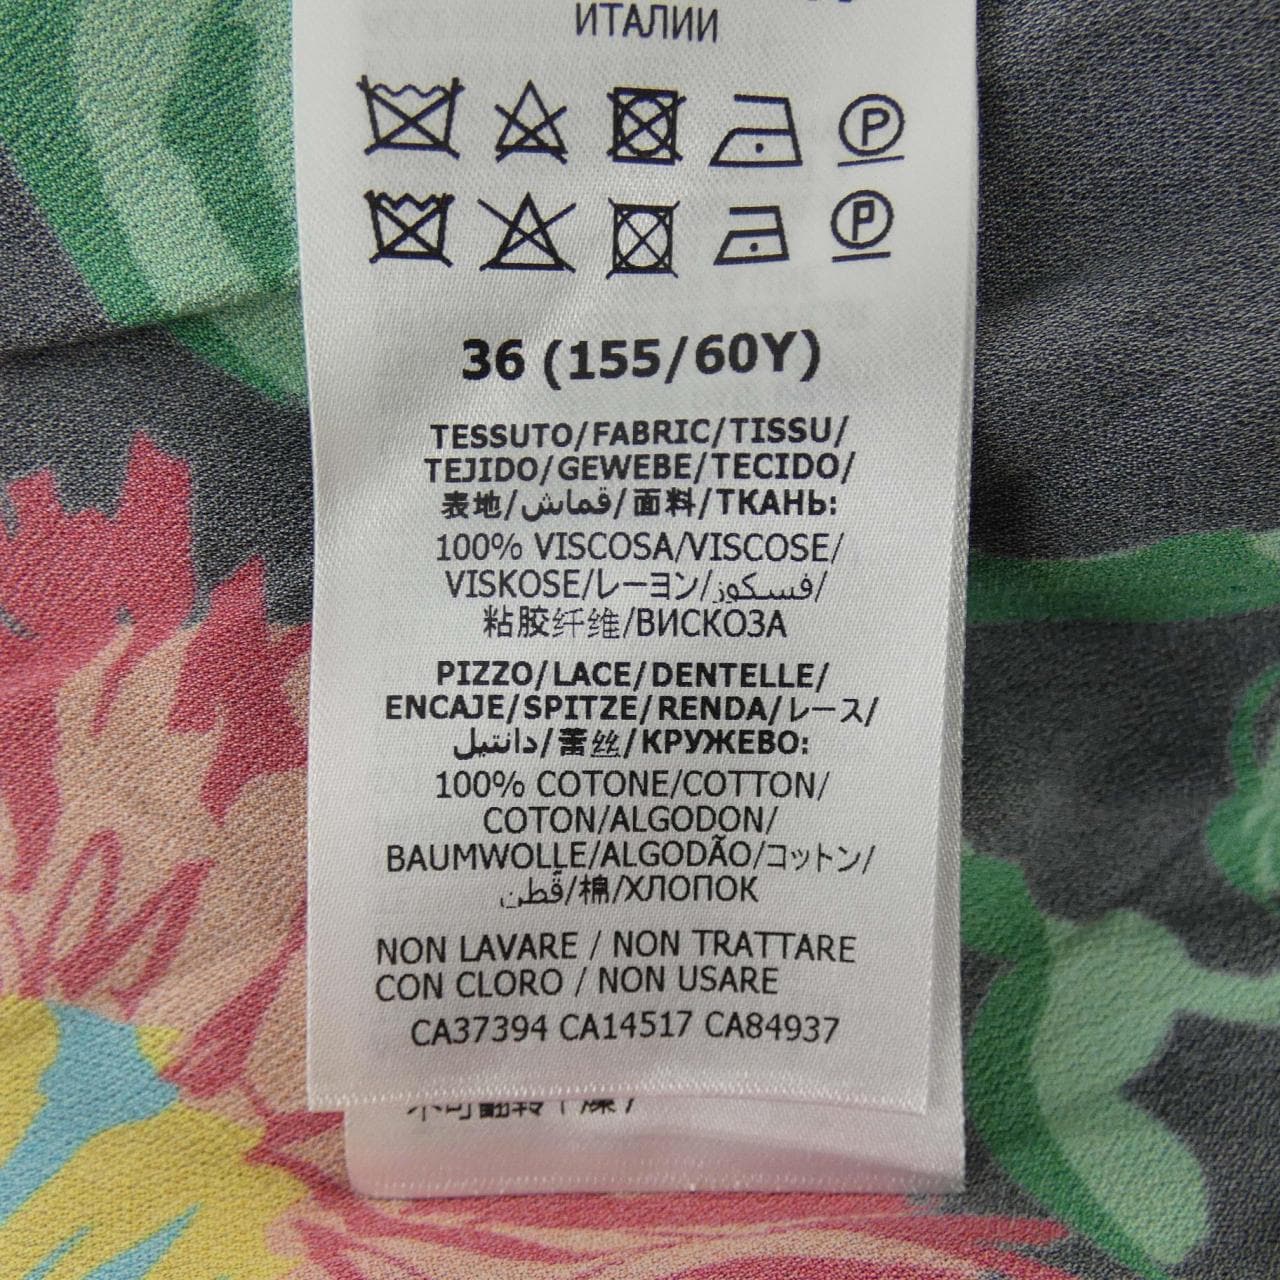 ИТАЛИИ
P
P
36 (155/60Y)
TESSUTO/FABRIC/TISSU/
TEJIDO/GEWEBE/TECIDO/
表地/قماش/面料/ТКАНЬ:
100% VISCOSA/VISCOSE/
VISKOSE/レーヨン/فسكوز/
粘胶纤维/ВИСКОЗА
PIZZO/LACE/DENTELLE/
ENCAJE/SPITZE/RENDA/レース/
دانتيل/蕾丝/КРУЖЕВО:
100% COTONE/COTTON/
COTON/ALGODON/
BAUMWOLLE/ALGODÃO/コットン/
قطن/棉/ХЛОПОК
NON LAVARE / NON TRATTARE
CON CLORO / NON USARE
CA37394 CA14517 CA84937